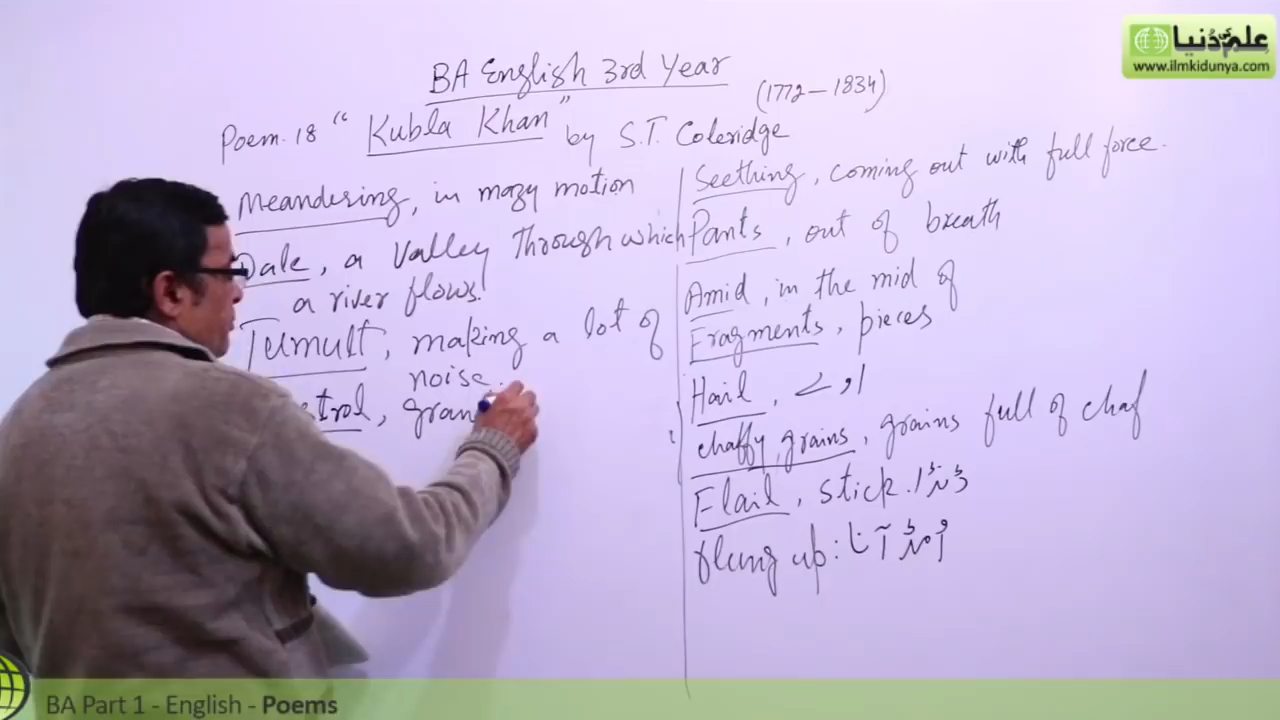 علم کی دُنیا
www.ilmkidunya.com
BA English 3rd Year
(1772-1834)
Poem.18 "Kubla Khan" by S.T. Coleridge
Meandering, in mazy motion
Dale, a valley through which
a river flows.
Tumult, making a lot of
noise.
trol, gran
Seething, coming out with full force.
Pants, out of breath
Amid, in the mid of
Fragments, pieces
Hail, اولے
chaffy grains, grains full of chaf
Flail, stick. ڈنڈا
flung up: اُمڈ آنا
BA Part 1 - English - Poems